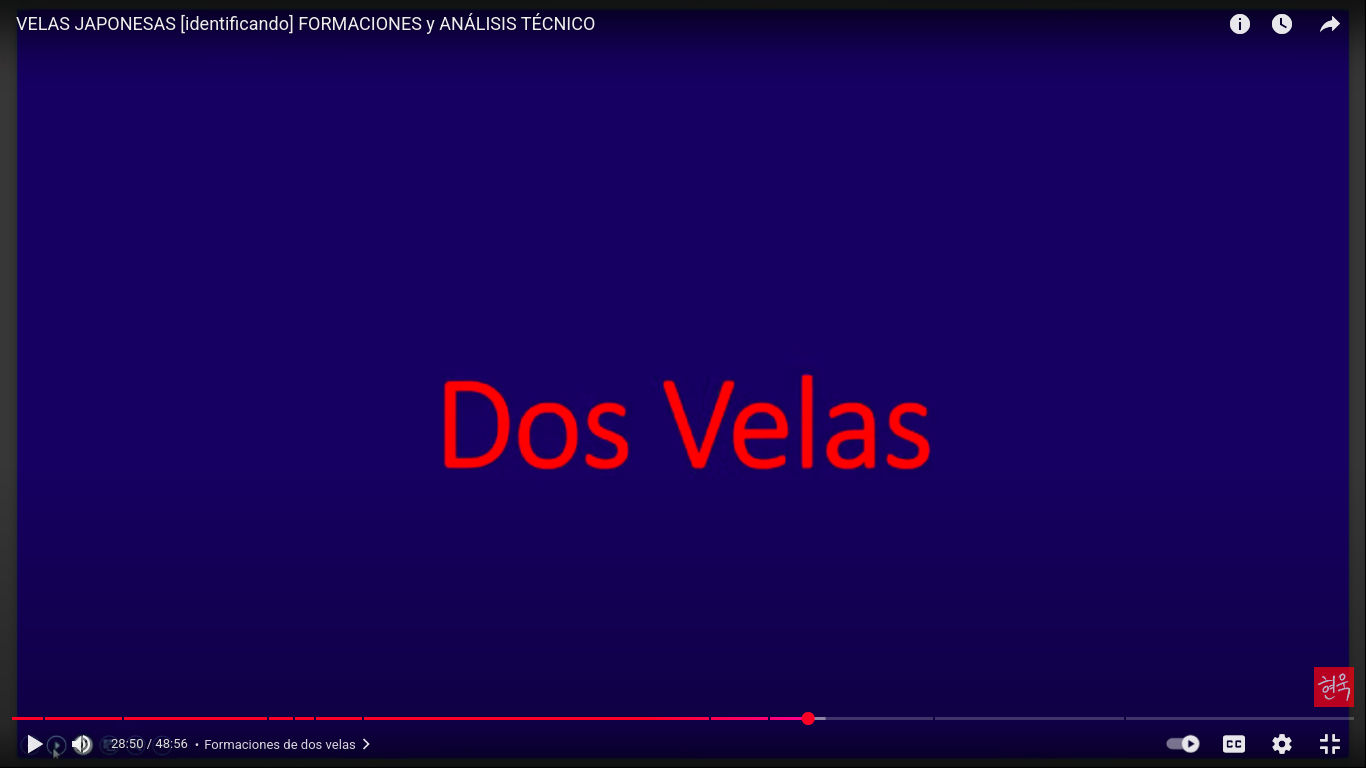 VELAS JAPONESAS [identificando] FORMACIONES y ANÁLISIS TÉCNICO
Dos Velas
현욱
28:50 / 48:56 • Formaciones de dos velas
CC